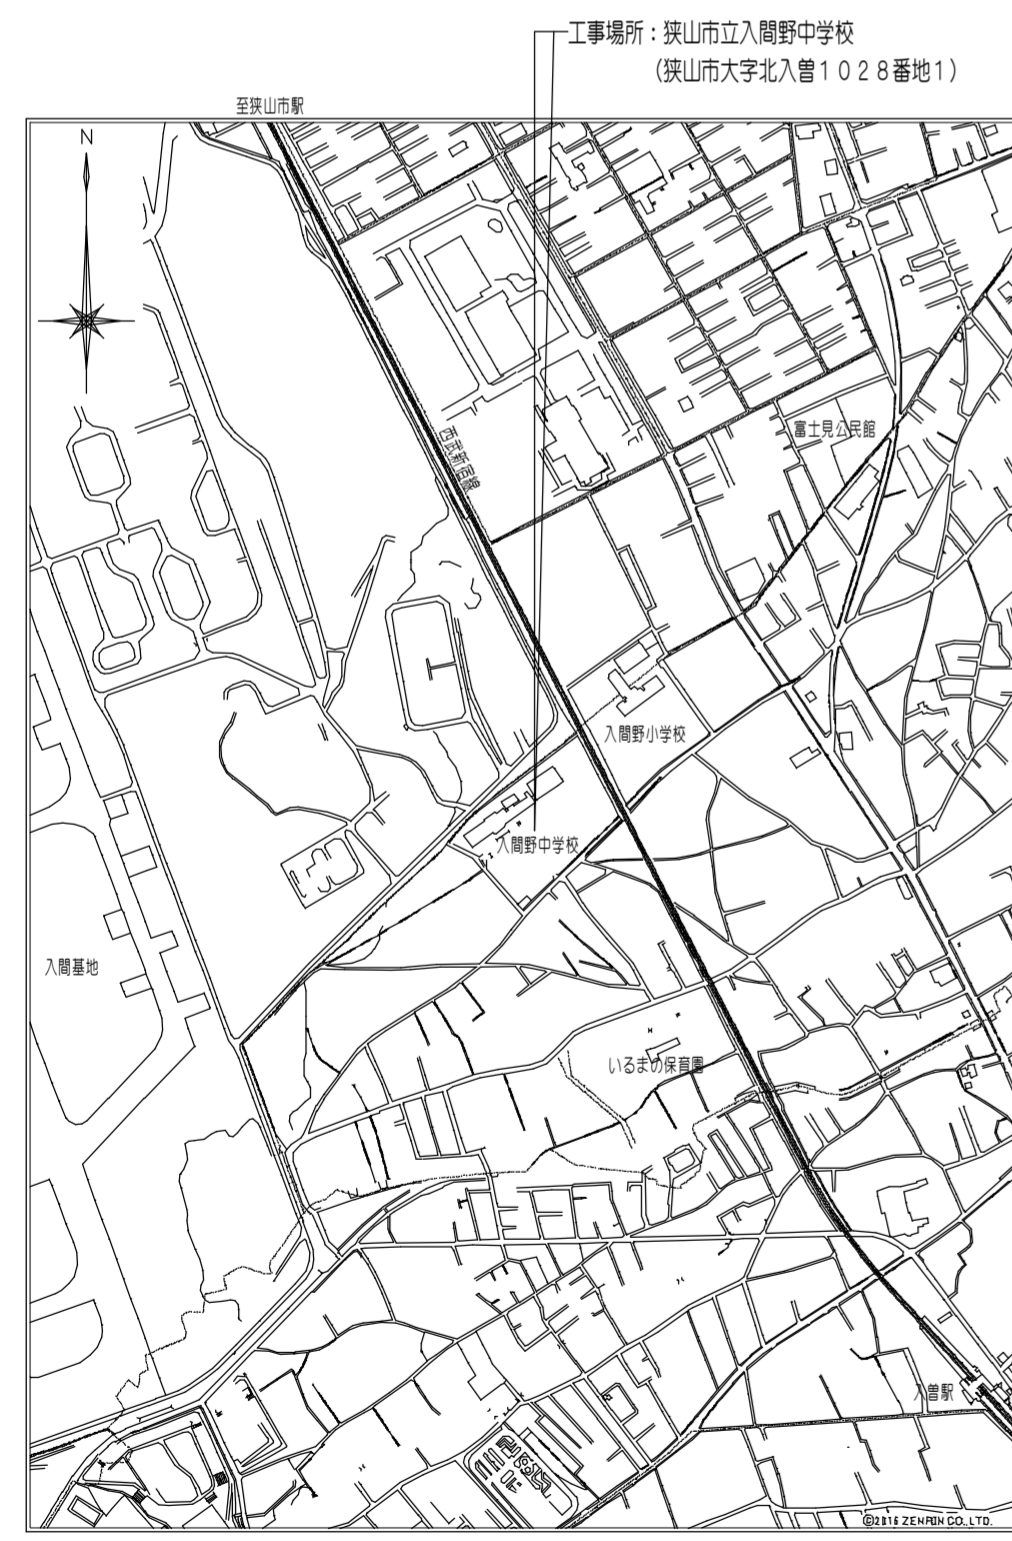 工事場所：狭山市立入間野中学校
（狭山市大字北入曽１０２８番地１）
至狭山市駅
N
西武新宿線
富士見公民館
入間野小学校
入間野中学校
入間基地
いるまの保育園
入曽駅
ZENRIN CO., LTD.